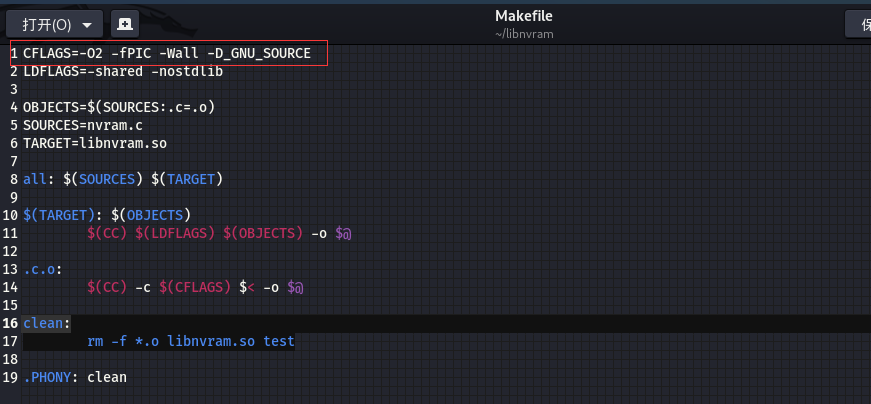 打开(O)
Makefile
~/libnvram
保
1 CFLAGS=-O2 -fPIC -Wall -D_GNU_SOURCE
2 LDFLAGS=-shared -nostdlib
3
4 OBJECTS=$(SOURCES:.c=.o)
5 SOURCES=nvram.c
6 TARGET=libnvram.so
7
8 all: $(SOURCES) $(TARGET)
9
10 $(TARGET): $(OBJECTS)
11         $(CC) $(LDFLAGS) $(OBJECTS) -o $@
12
13 .c.o:
14         $(CC) -c $(CFLAGS) $< -o $@
15
16 clean:
17         rm -f *.o libnvram.so test
18
19 .PHONY: clean